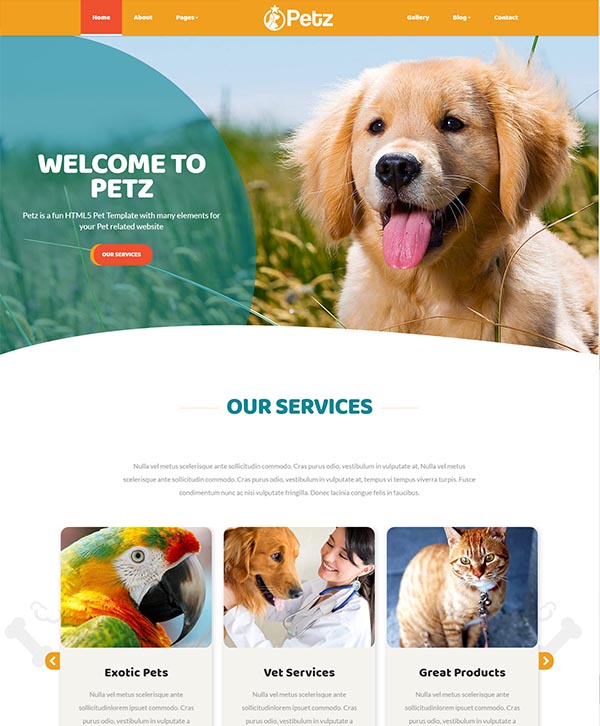 Home About Pages Petz Gallery Blog Contact
WELCOME TO
PETZ
Petz is a fun HTML5 Pet Template with many elements for
your Pet related website
OUR SERVICES
OUR SERVICES
Nulla vel metus scelerisque ante sollicitudin commodo. Cras purus odio, vestibulum in vulputate at, Nulla vel metus
scelerisque ante sollicitudin commodo. Cras purus odio, vestibulum in vulputate at, tempus vi tempus viverra turpis. Fusce
condimentum nunc ac nisi vulputate fringilla. Donec lacinia congue felis in faucibus.
Exotic Pets
Nulla vel metus scelerisque ante
sollicitudinlorem ipsuet commodo. Cras
purus odio, vestibulum in vulputate a
Vet Services
Nulla vel metus scelerisque ante
sollicitudinlorem ipsuet commodo. Cras
purus odio, vestibulum in vulputate a
Great Products
Nulla vel metus scelerisque ante
sollicitudinlorem ipsuet commodo. Cras
purus odio, vestibulum in vulputate a